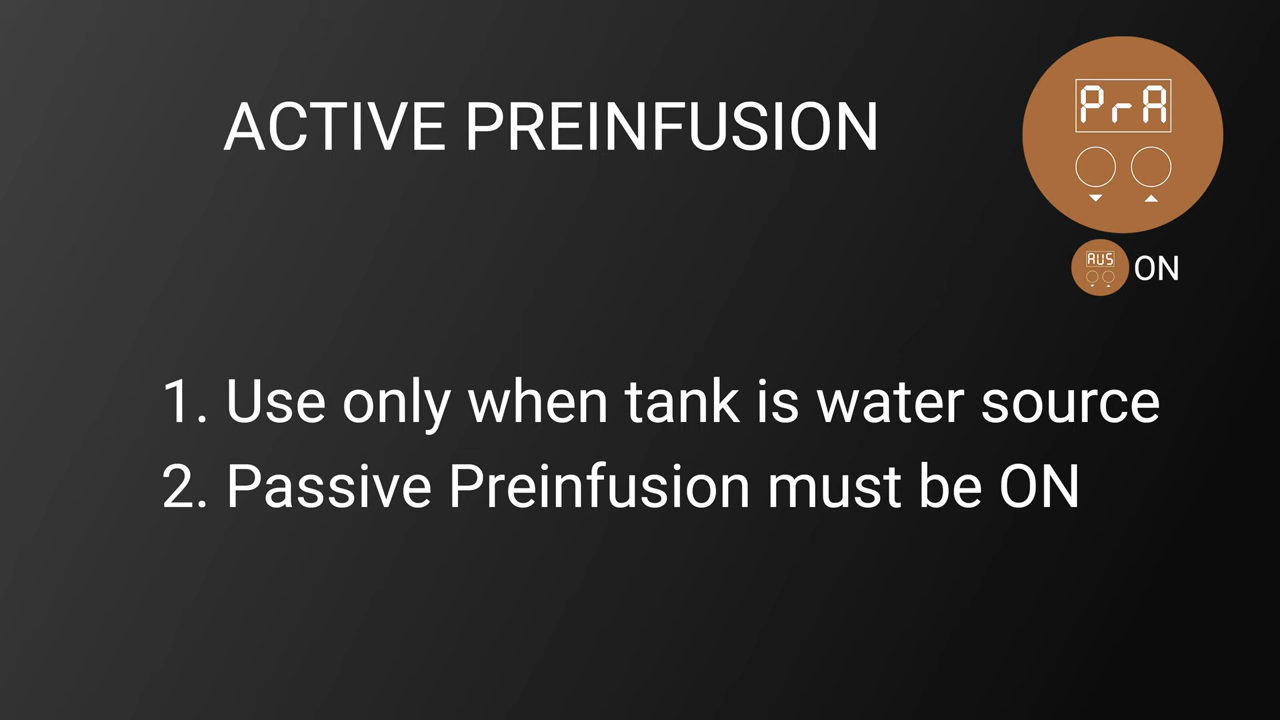 ACTIVE PREINFUSION
PrA
AUS ON
1. Use only when tank is water source
2. Passive Preinfusion must be ON